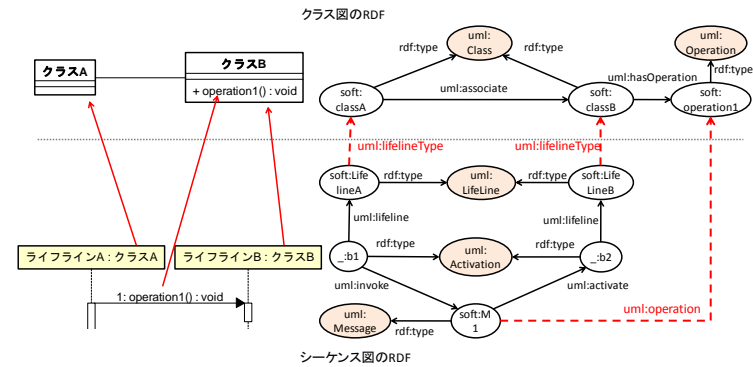 クラス図のRDF
クラスA
クラスB
+ operation1() : void
uml:
Class
uml:
Operation
rdf:type
rdf:type
rdf:type
soft:
classA
uml:associate
soft:
classB
uml:hasOperation
soft:
operation1
uml:lifelineType
uml:lifelineType
soft:Life
lineA
rdf:type
uml:
LifeLine
rdf:type
soft:Life
LineB
uml:lifeline
uml:lifeline
ライフラインA : クラスA
ライフラインB : クラスB
_:b1
rdf:type
uml:
Activation
rdf:type
_:b2
uml:invoke
uml:activate
1: operation1() : void
uml:
Message
rdf:type
soft:M
1
uml:operation
シーケンス図のRDF